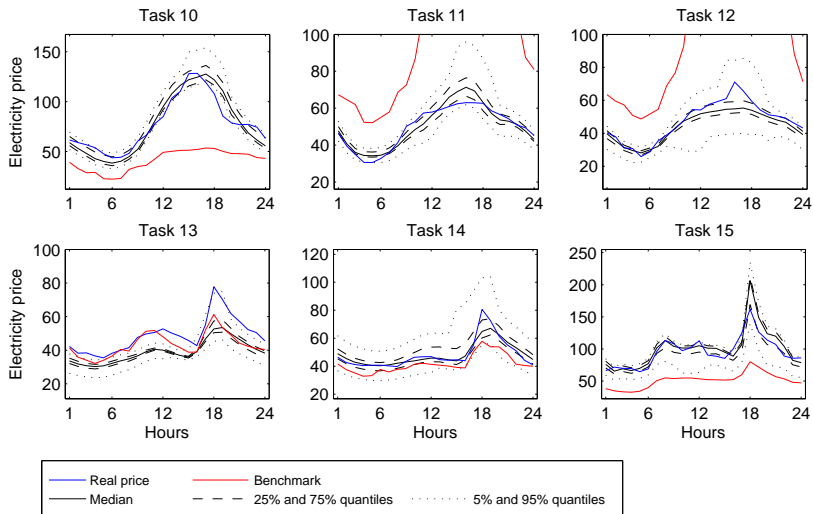 Task 10 Task 11 Task 12
Electricity price
150
100
50
1 6 12 18 24
100
80
60
40
20
1 6 12 18 24
100
80
60
40
20
1 6 12 18 24
Task 13 Task 14 Task 15
Electricity price
100
80
60
40
20
1 6 12 18 24
Hours
120
100
80
60
40
20
1 6 12 18 24
Hours
250
200
150
100
50
1 6 12 18 24
Hours
Real price Benchmark
Median 25% and 75% quantiles 5% and 95% quantiles